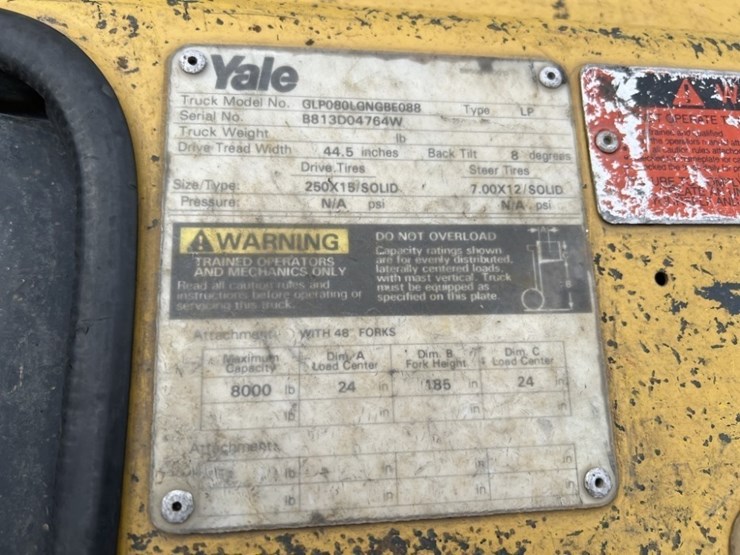 Yale
Truck Model No. GLP080LGNGBE088 Type LP
Serial No. B813D04764W
Truck Weight lb
Drive Tread Width 44.5 inches Back Tilt 8 degrees
Drive Tires Steer Tires
Size/Type: 250X15/SOLID 7.00X12/SOLID
Pressure: N/A psi N/A psi
WARNING
TRAINED OPERATORS
AND MECHANICS ONLY
Read all caution rules and
instructions before operating or
servicing this truck.
DO NOT OVERLOAD
Capacity ratings shown
are for evenly distributed,
laterally centered loads,
with mast vertical. Truck
must be equipped as
specified on this plate.
Attachment WITH 48" FORKS
Maximum Capacity Dim. A Load Center Dim. B Fork Height Dim. C Load Center
8000 lb 24 in 185 in 24 in
lb in in in
Attachments
lb in in in
lb in in in
W
OPERATE